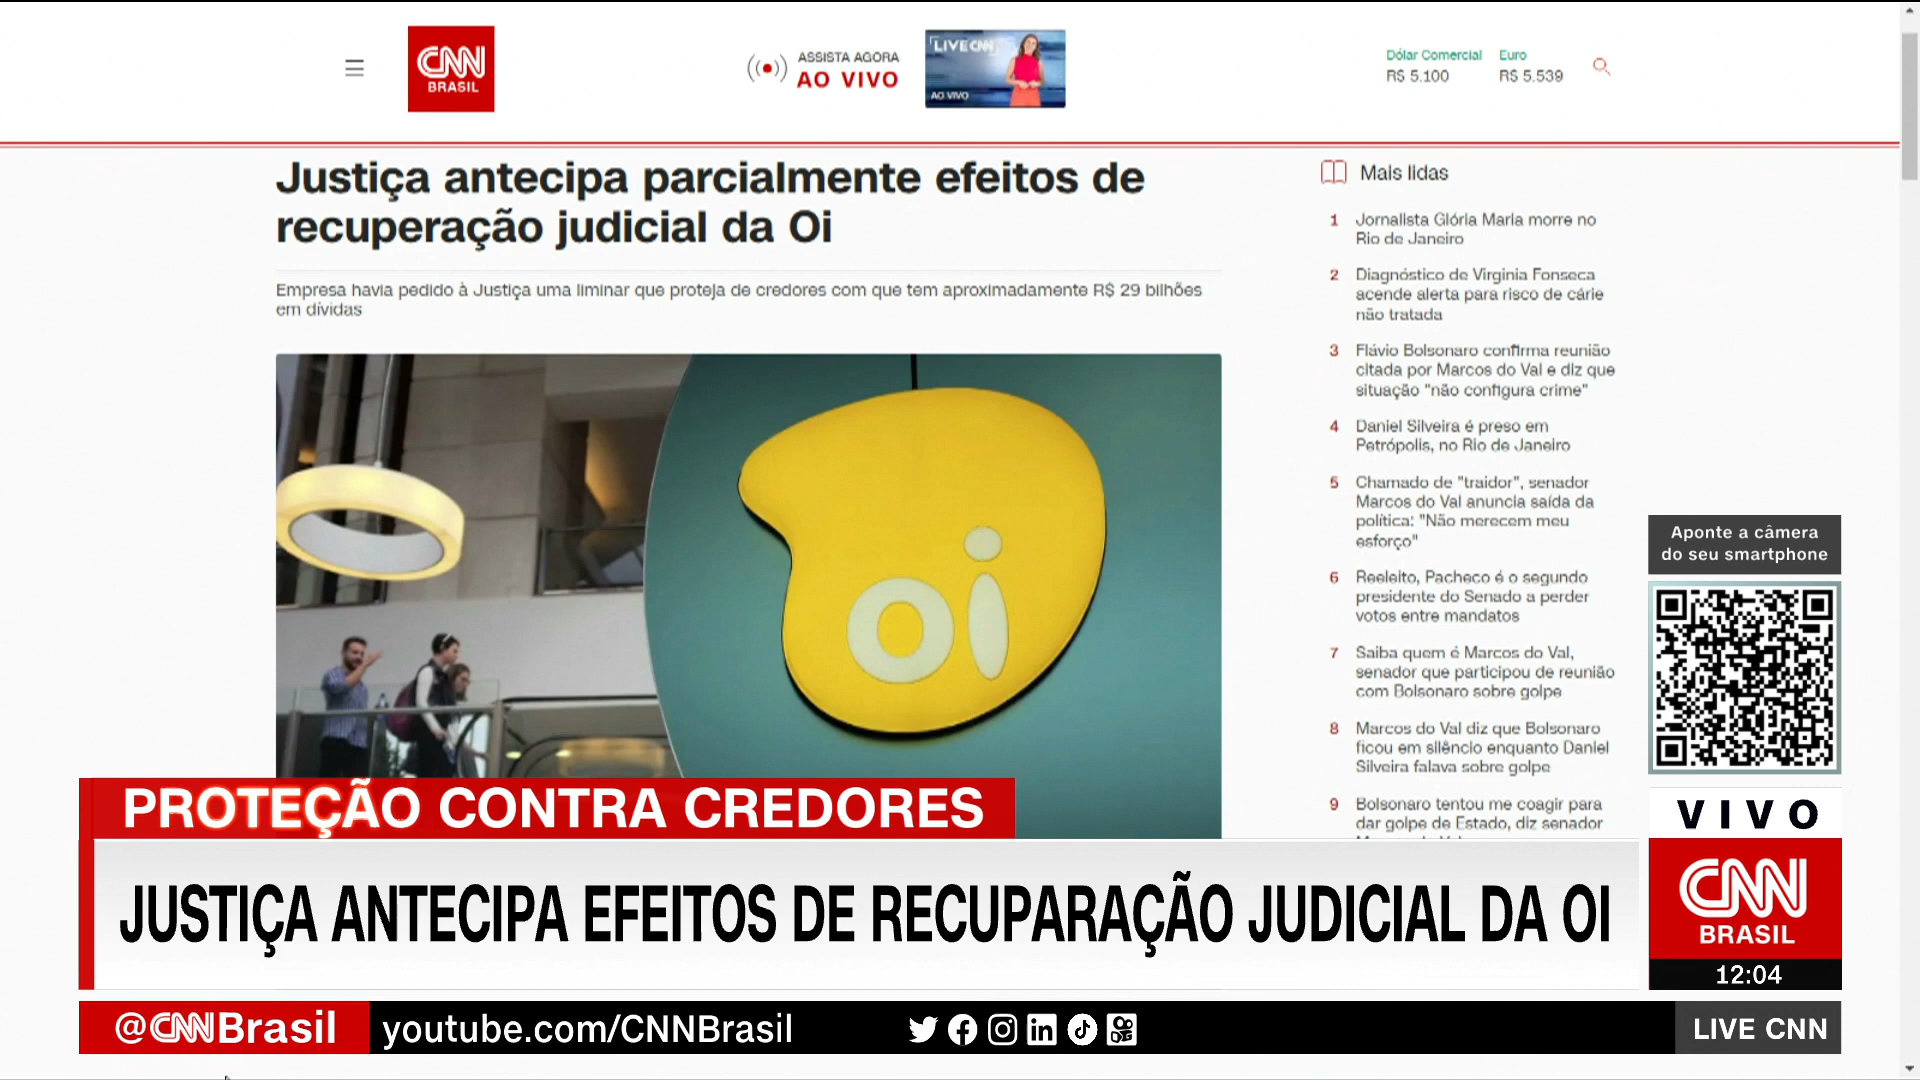 CNN
BRASIL
ASSISTA AGORA
AO VIVO
LIVE CNN
AO VIVO
Dólar Comercial Euro
R$ 5.100 R$ 5.539
Justiça antecipa parcialmente efeitos de
recuperação judicial da Oi
Empresa havia pedido à Justiça uma liminar que proteja de credores com que tem aproximadamente R$ 29 bilhões
em dívidas
oi
Mais lidas
1 Jornalista Glória Maria morre no
Rio de Janeiro
2 Diagnóstico de Virginia Fonseca
acende alerta para risco de cárie
não tratada
3 Flávio Bolsonaro confirma reunião
citada por Marcos do Val e diz que
situação "não configura crime"
4 Daniel Silveira é preso em
Petrópolis, no Rio de Janeiro
5 Chamado de "traidor", senador
Marcos do Val anuncia saída da
política: "Não merecem meu
esforço"
6 Reeleito, Pacheco é o segundo
presidente do Senado a perder
votos entre mandatos
7 Saiba quem é Marcos do Val,
senador que participou de reunião
com Bolsonaro sobre golpe
8 Marcos do Val diz que Bolsonaro
ficou em silêncio enquanto Daniel
Silveira falava sobre golpe
9 Bolsonaro tentou me coagir para
dar golpe de Estado, diz senador
Aponte a câmera
do seu smartphone
PROTEÇÃO CONTRA CREDORES
JUSTIÇA ANTECIPA EFEITOS DE RECUPARAÇÃO JUDICIAL DA OI
VIVO
CNN
BRASIL
12:04
@CNNBrasil youtube.com/CNNBrasil
LIVE CNN